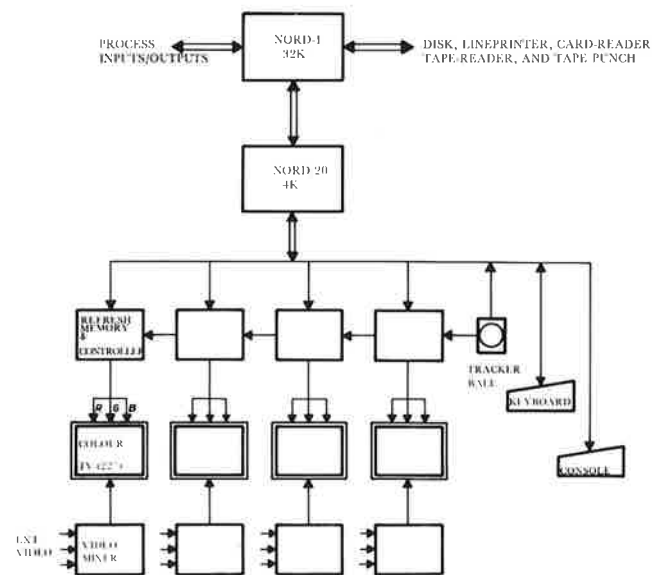 PROCESS
INPUTS/OUTPUTS
NORD-1
32K
DISK, LINEPRINTER, CARD-READER
TAPE-READER, AND TAPE PUNCH
NORD 20
4K
REFRESH
MEMORY
&
CONTROLLER
TRACKER
BALL
KEYBOARD
R G B
COLOUR
CONSOLE
EXT
VIDEO
VIDEO
MIXER